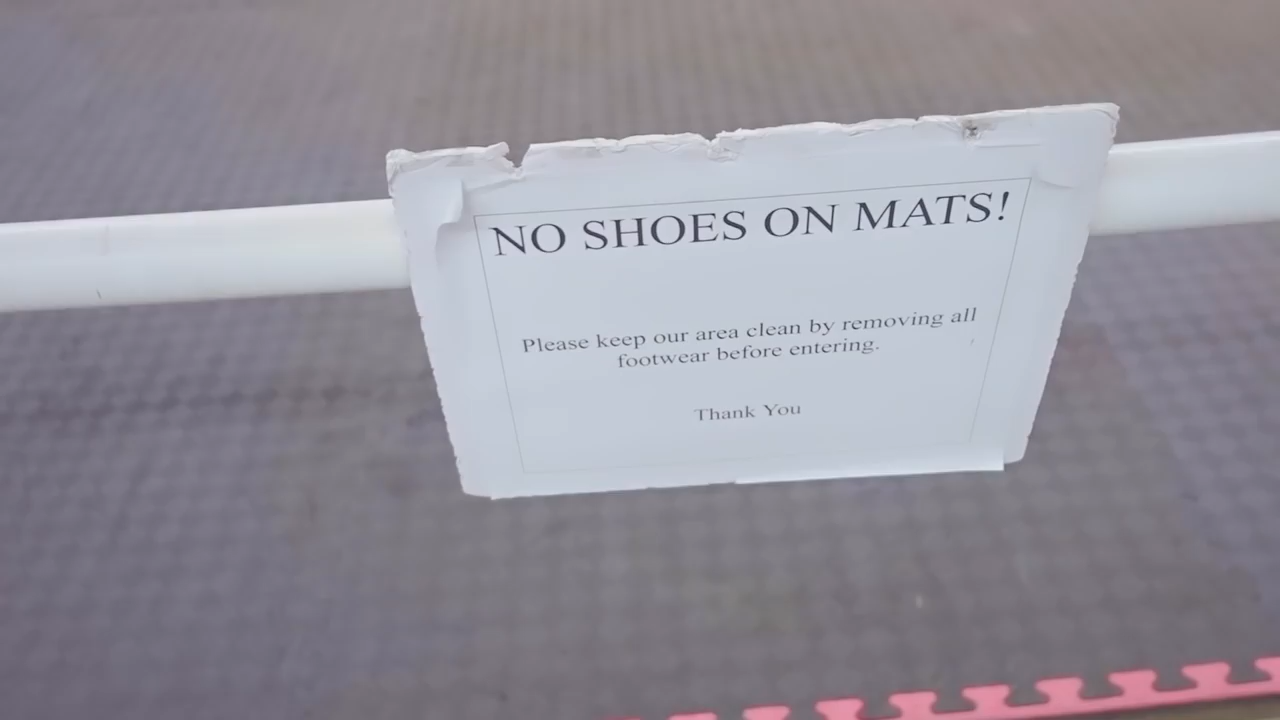 NO SHOES ON MATS!
Please keep our area clean by removing all
footwear before entering.
Thank You